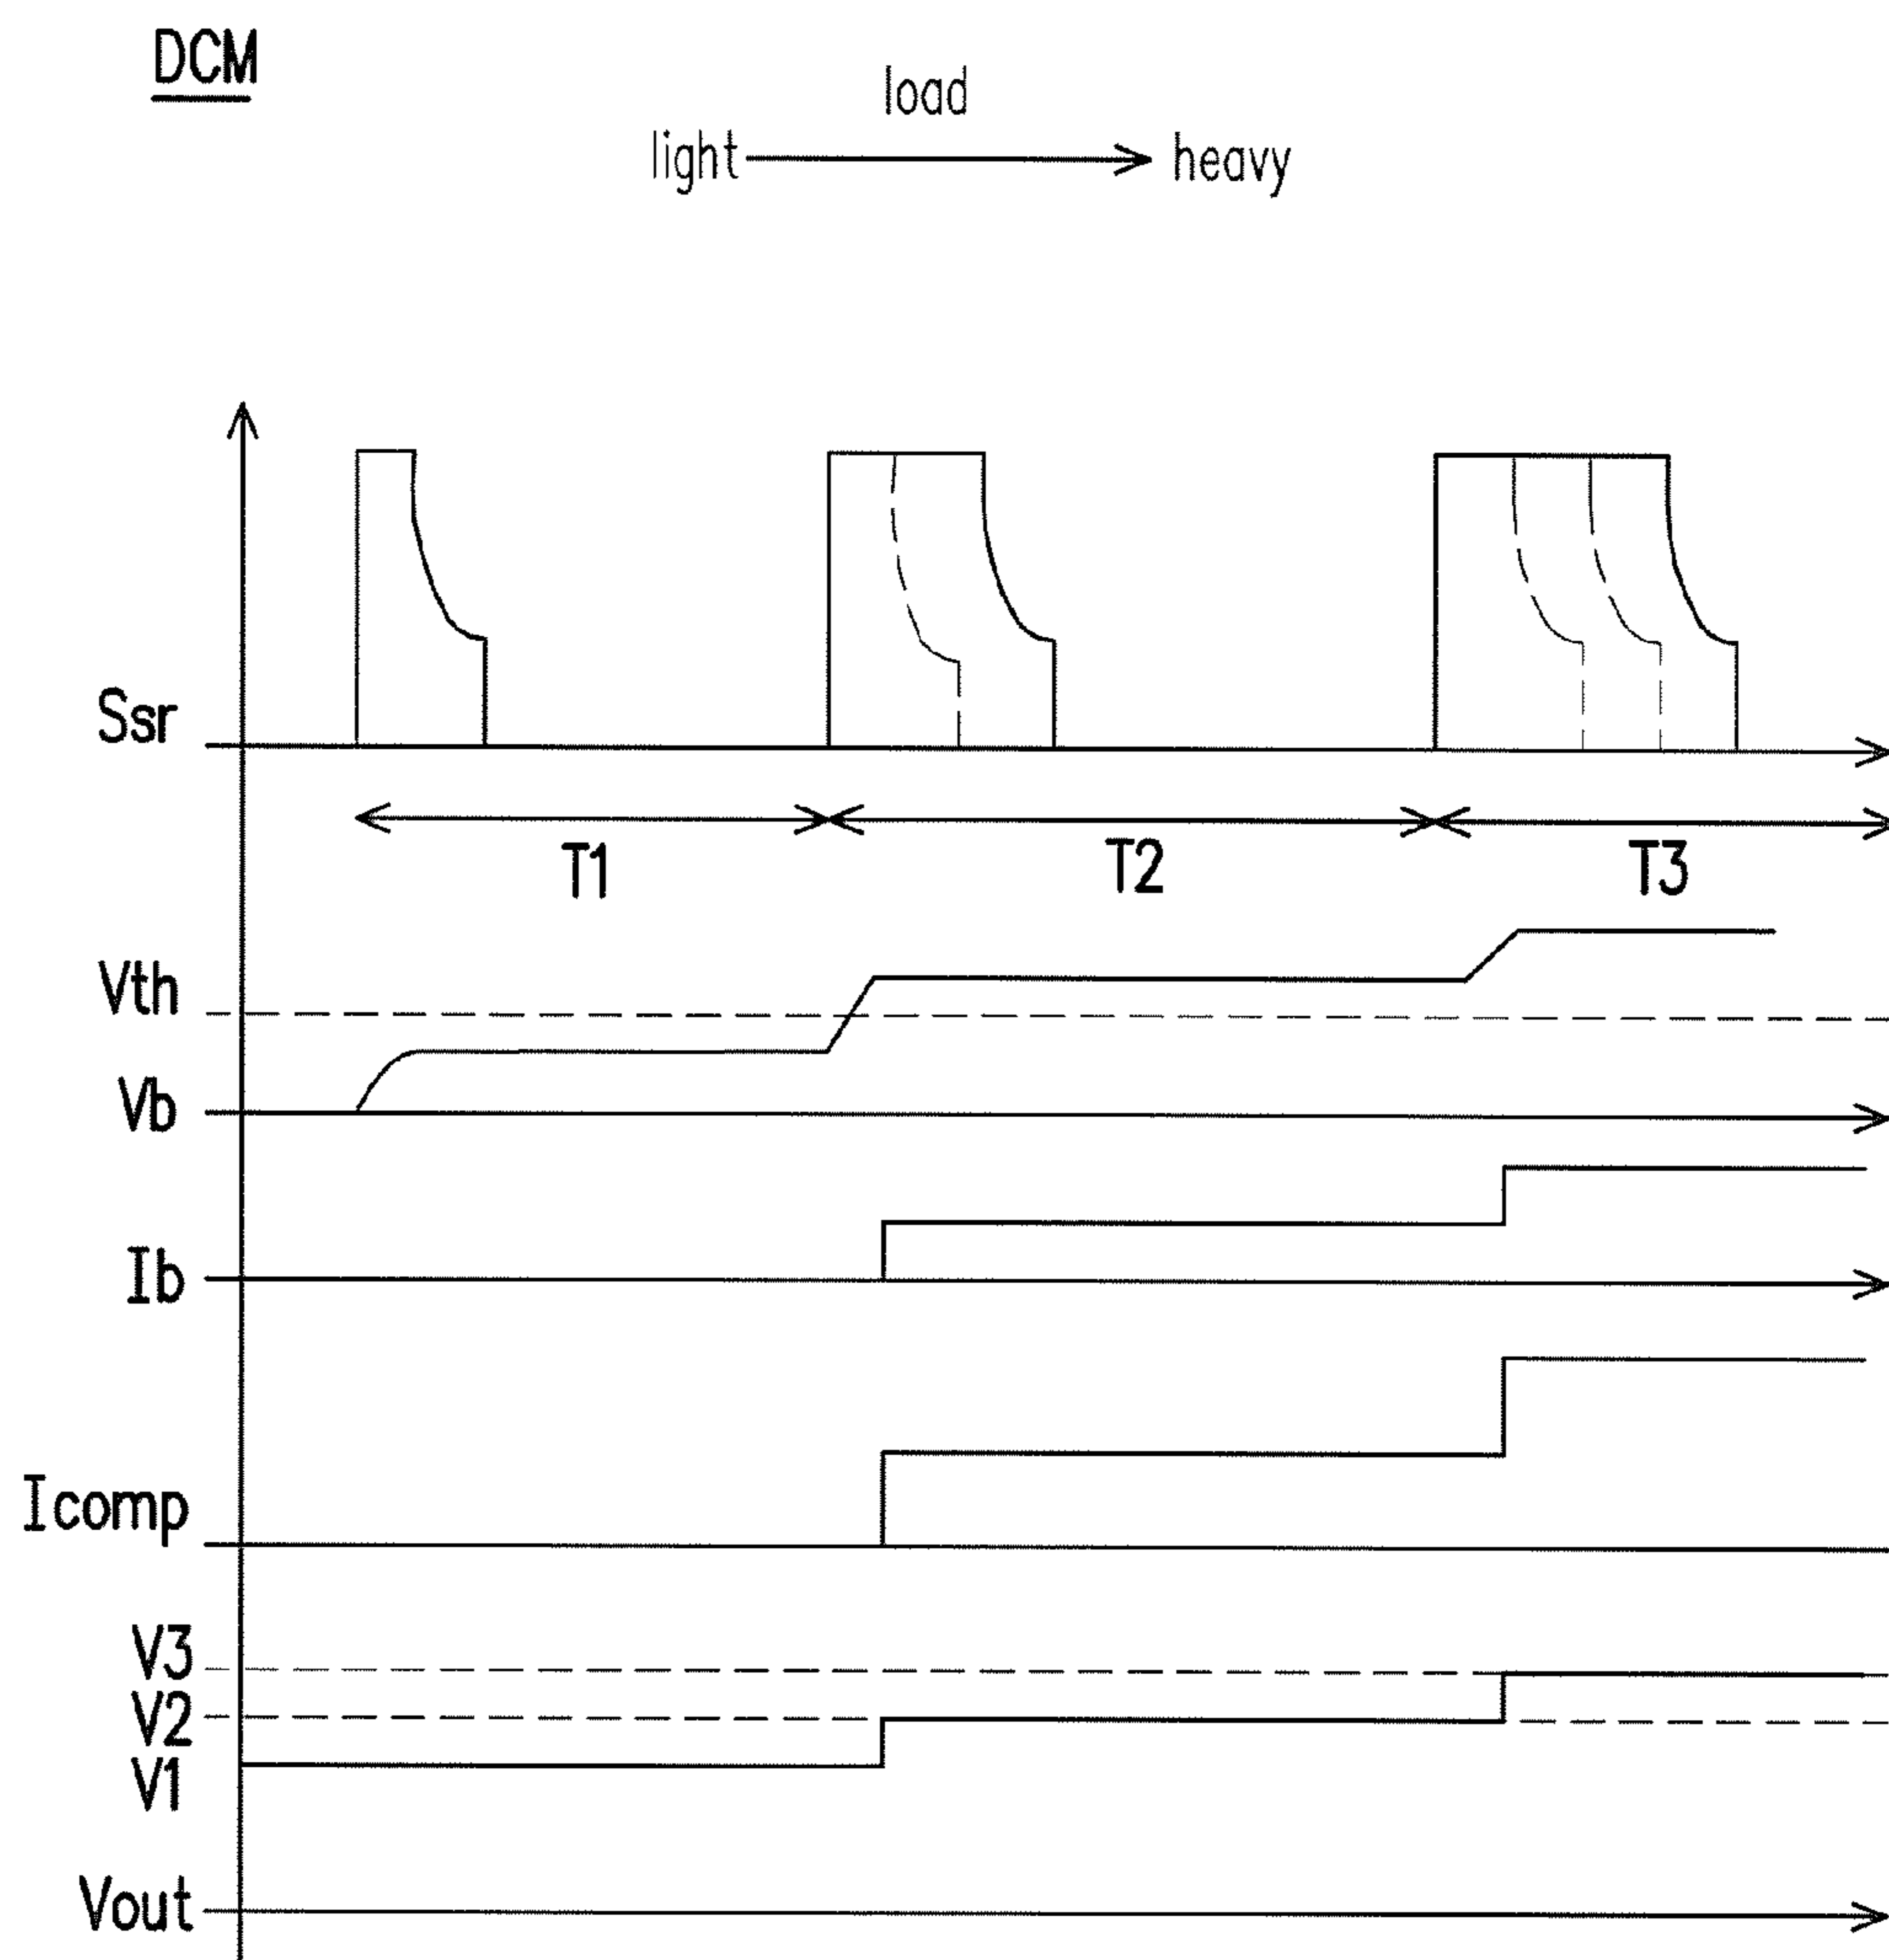 DCM
load
light heavy
Ssr
T1 T2 T3
Vth
Vb
Ib
Icomp
V3
V2
V1
Vout